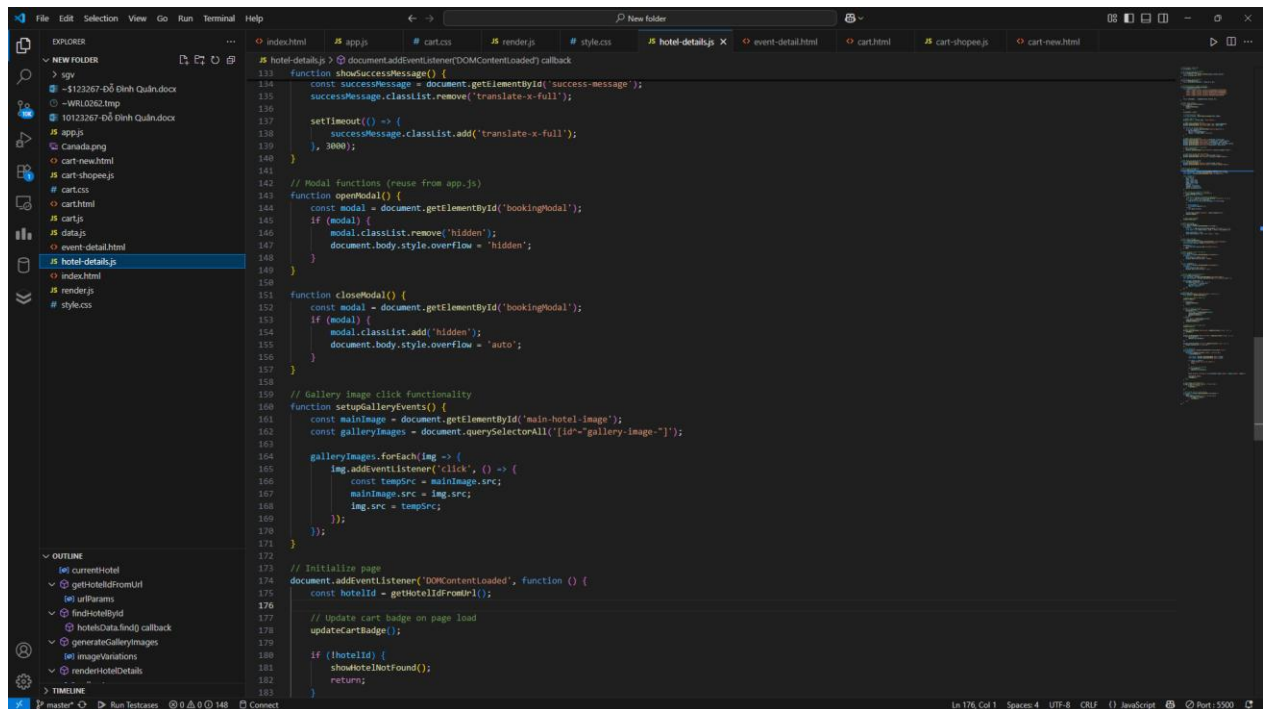 File Edit Selection View Go Run Terminal Help
New folder
EXPLORER
NEW FOLDER
sgv
~$123267-Đỗ Đình Quân.docx
~WRL0262.tmp
10123267-Đỗ Đình Quân.docx
JS app.js
Canada.png
cart-new.html
JS cart-shopee.js
# cart.css
cart.html
JS cart.js
JS data.js
event-detail.html
JS hotel-details.js
index.html
JS render.js
# style.css
OUTLINE
currentHotel
getHotelIdFromUrl
urlParams
findHotelById
hotelsData.find() callback
generateGalleryImages
imageVariations
renderHotelDetails
TIMELINE
index.html JS app.js # cart.css JS render.js # style.css JS hotel-details.js event-detail.html cart.html JS cart-shopee.js cart-new.html
JS hotel-details.js > document.addEventListener('DOMContentLoaded') callback
133 function showSuccessMessage() {
134 const successMessage = document.getElementById('success-message');
135 successMessage.classList.remove('translate-x-full');
136
137 setTimeout(() => {
138 successMessage.classList.add('translate-x-full');
139 }, 3000);
140 }
141
142 // Modal functions (reuse from app.js)
143 function openModal() {
144 const modal = document.getElementById('bookingModal');
145 if (modal) {
146 modal.classList.remove('hidden');
147 document.body.style.overflow = 'hidden';
148 }
149 }
150
151 function closeModal() {
152 const modal = document.getElementById('bookingModal');
153 if (modal) {
154 modal.classList.add('hidden');
155 document.body.style.overflow = 'auto';
156 }
157 }
158
159 // Gallery image click functionality
160 function setupGalleryEvents() {
161 const mainImage = document.getElementById('main-hotel-image');
162 const galleryImages = document.querySelectorAll('[id^="gallery-image-"]');
163
164 galleryImages.forEach(img => {
165 img.addEventListener('click', () => {
166 const tempSrc = mainImage.src;
167 mainImage.src = img.src;
168 img.src = tempSrc;
169 });
170 });
171 }
172
173 // Initialize page
174 document.addEventListener('DOMContentLoaded', function () {
175 const hotelId = getHotelIdFromUrl();
176
177 // Update cart badge on page load
178 updateCartBadge();
179
180 if (!hotelId) {
181 showHotelNotFound();
182 return;
183 }
master* Run Testcases 0 0 0 148 Connect
Ln 176, Col 1 Spaces: 4 UTF-8 CRLF {} JavaScript Port : 5500